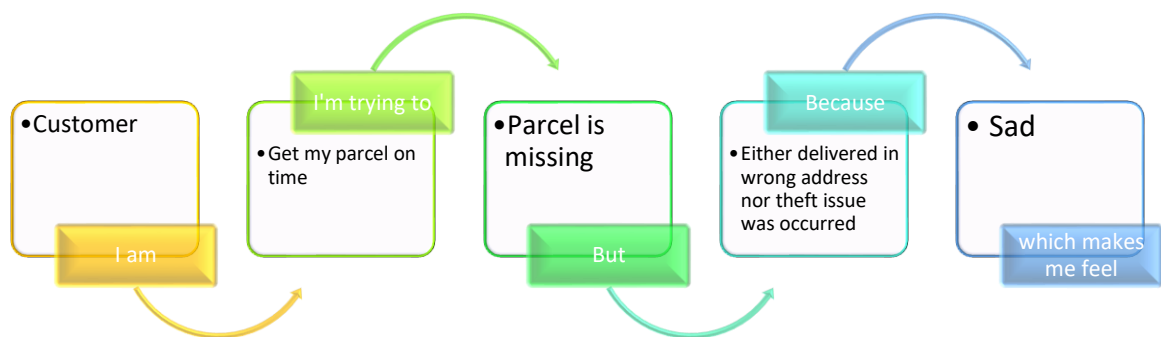 I am
•Customer
I'm trying to
•Get my parcel on
time
But
•Parcel is
missing
Because
•Either delivered in
wrong address
nor theft issue
was occurred
which makes
me feel
• Sad